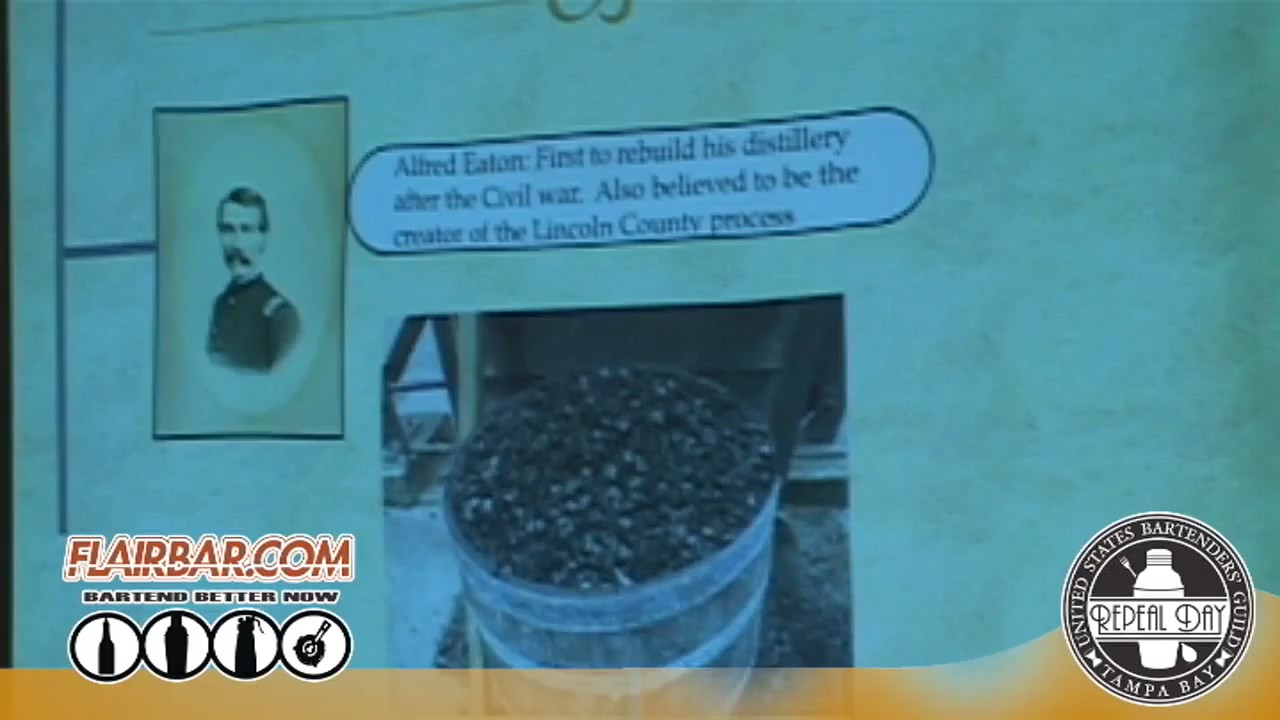 Alfred Eaton: First to rebuild his distillery
after the Civil war. Also believed to be the
creator of the Lincoln County process
FLAIRBAR.COM
BARTEND BETTER NOW
UNITED STATES BARTENDERS' GUILD
REPEAL DAY
TAMPA BAY